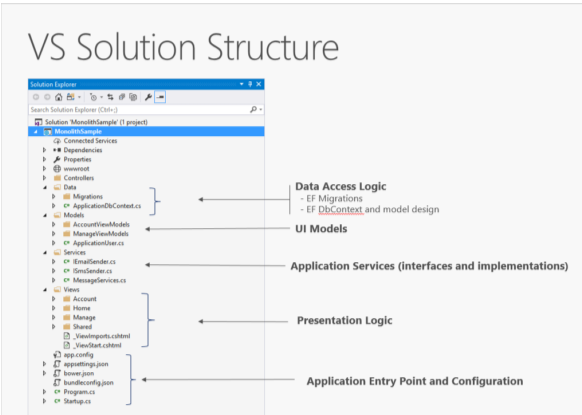 VS Solution Structure
Solution Explorer
Search Solution Explorer (Ctrl+;)
Solution 'MonolithSample' (1 project)
MonolithSample
Connected Services
Dependencies
Properties
wwwroot
Controllers
Data
Migrations
ApplicationDbContext.cs
Models
AccountViewModels
ManageViewModels
ApplicationUser.cs
Services
IEmailSender.cs
ISmsSender.cs
MessageServices.cs
Views
Account
Home
Manage
Shared
_ViewImports.cshtml
_ViewStart.cshtml
app.config
appsettings.json
bower.json
bundleconfig.json
Program.cs
Startup.cs
Data Access Logic
- EF Migrations
- EF DbContext and model design
UI Models
Application Services (interfaces and implementations)
Presentation Logic
Application Entry Point and Configuration